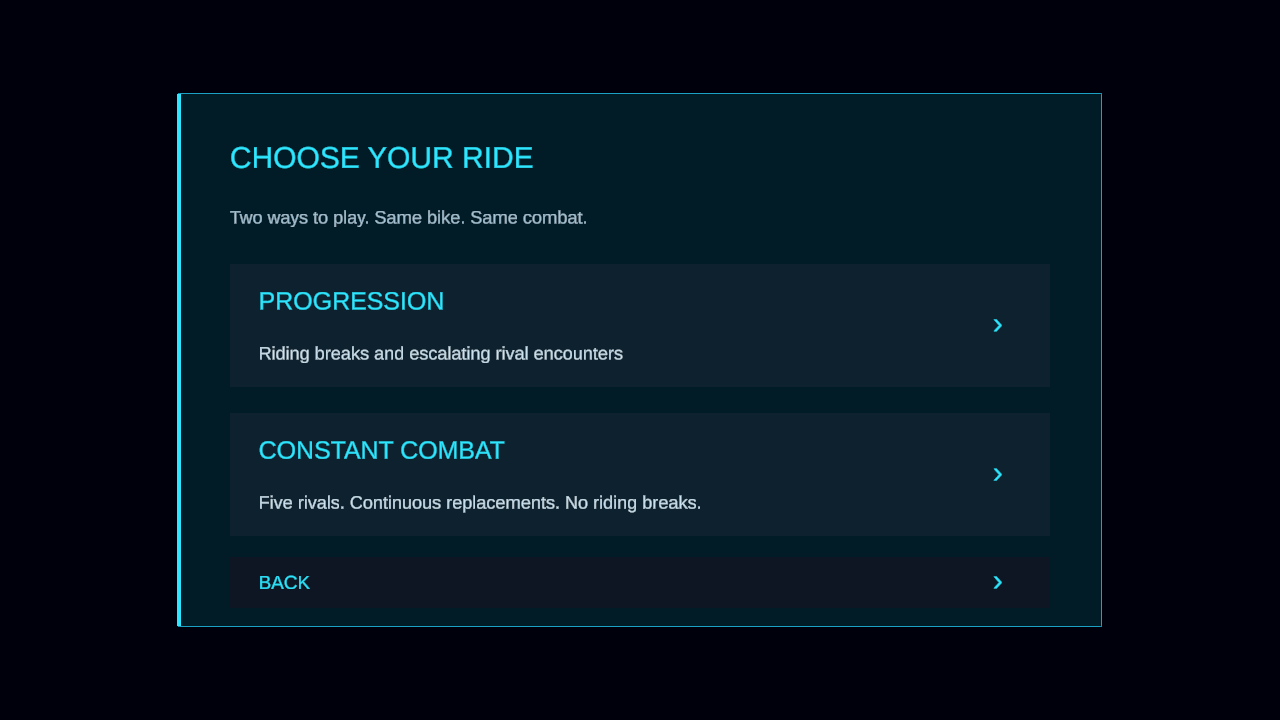 CHOOSE YOUR RIDE
Two ways to play. Same bike. Same combat.
PROGRESSION
Riding breaks and escalating rival encounters
CONSTANT COMBAT
Five rivals. Continuous replacements. No riding breaks.
BACK